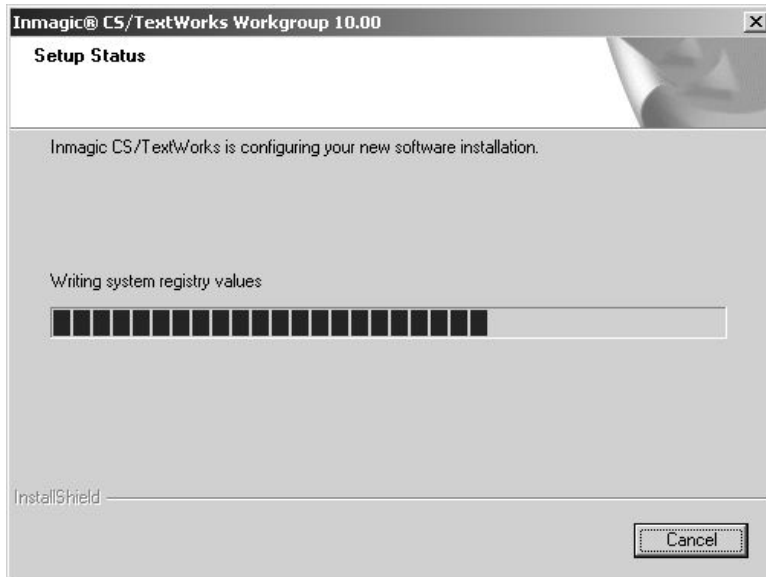 Inmagic® CS/TextWorks Workgroup 10.00
Setup Status
Inmagic CS/TextWorks is configuring your new software installation.
Writing system registry values
InstallShield
Cancel